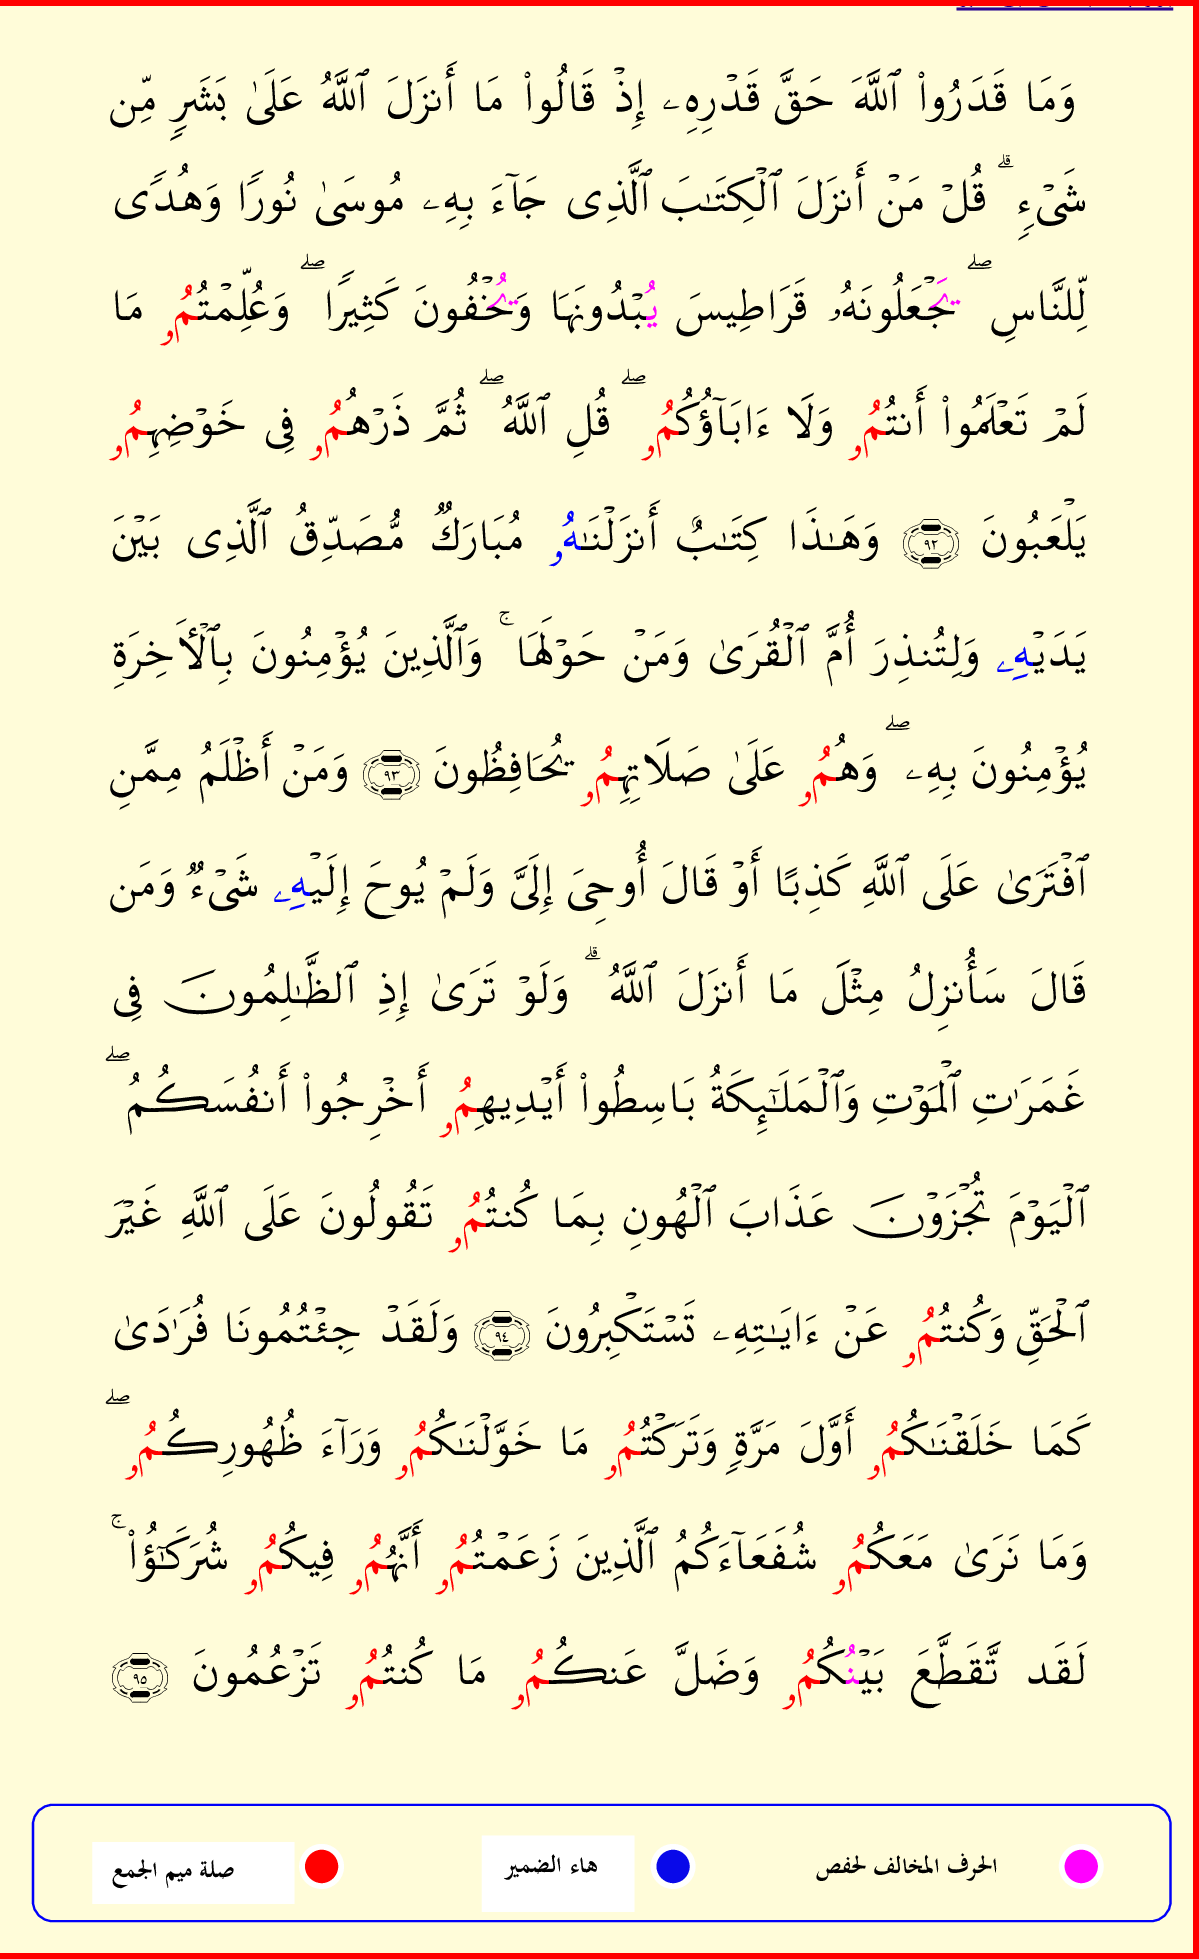 وَمَا قَدَرُواْ ٱللَّهَ حَقَّ قَدْرِهِۦ إِذْ قَالُواْ مَا أَنزَلَ ٱللَّهُ عَلَىٰ بَشَرٍ مِّن
شَىْءٍ ۗ قُلْ مَنْ أَنزَلَ ٱلْكِتَـٰبَ ٱلَّذِى جَآءَ بِهِۦ مُوسَىٰ نُورًا وَهُدًى
لِّلنَّاسِ ۖ يَجْعَلُونَهُۥ قَرَاطِيسَ يُبْدُونَهَا وَيُخْفُونَ كَثِيرًا ۖ وَعُلِّمْتُمُۥ مَا
لَمْ تَعْلَمُواْ أَنتُمُۥ وَلَا ءَابَآؤُكُمُۥ ۖ قُلِ ٱللَّهُ ۖ ثُمَّ ذَرْهُمُۥ فِى خَوْضِهِمُۥ
يَلْعَبُونَ ٩٢ وَهَـٰذَا كِتَـٰبٌ أَنزَلْنَـٰهُۥ مُبَارَكٌ مُّصَدِّقُ ٱلَّذِى بَيْنَ
يَدَيْهِۦ وَلِتُنذِرَ أُمَّ ٱلْقُرَىٰ وَمَنْ حَوْلَهَا ۚ وَٱلَّذِينَ يُؤْمِنُونَ بِٱلْأَخِرَةِ
يُؤْمِنُونَ بِهِۦ ۖ وَهُمُۥ عَلَىٰ صَلَاتِهِمُۥ يُحَافِظُونَ ٩٣ وَمَنْ أَظْلَمُ مِمَّنِ
ٱفْتَرَىٰ عَلَى ٱللَّهِ كَذِبًا أَوْ قَالَ أُوحِىَ إِلَىَّ وَلَمْ يُوحَ إِلَيْهِۦ شَىْءٌ وَمَن
قَالَ سَأُنزِلُ مِثْلَ مَا أَنزَلَ ٱللَّهُ ۗ وَلَوْ تَرَىٰ إِذِ ٱلظَّـٰلِمُونَ فِى
غَمَرَٰتِ ٱلْمَوْتِ وَٱلْمَلَـٰٓئِكَةُ بَاسِطُواْ أَيْدِيهِمُۥ أَخْرِجُواْ أَنفُسَكُمُ ۖ
ٱلْيَوْمَ تُجْزَوْنَ عَذَابَ ٱلْهُونِ بِمَا كُنتُمُۥ تَقُولُونَ عَلَى ٱللَّهِ غَيْرَ
ٱلْحَقِّ وَكُنتُمُۥ عَنْ ءَايَـٰتِهِۦ تَسْتَكْبِرُونَ ٩٤ وَلَقَدْ جِئْتُمُونَا فُرَٰدَىٰ
كَمَا خَلَقْنَـٰكُمُۥ أَوَّلَ مَرَّةٍ وَتَرَكْتُمُۥ مَا خَوَّلْنَـٰكُمُۥ وَرَآءَ ظُهُورِكُمُۥ ۖ
وَمَا نَرَىٰ مَعَكُمُۥ شُفَعَآءَكُمُ ٱلَّذِينَ زَعَمْتُمُۥ أَنَّهُمُۥ فِيكُمُۥ شُرَكَـٰٓؤُاْ ۚ
لَقَد تَّقَطَّعَ بَيْنُكُمُۥ وَضَلَّ عَنكُمُۥ مَا كُنتُمُۥ تَزْعُمُونَ ٩٥
الحرف المخالف لحفص
هاء الضمير
صلة ميم الجمع